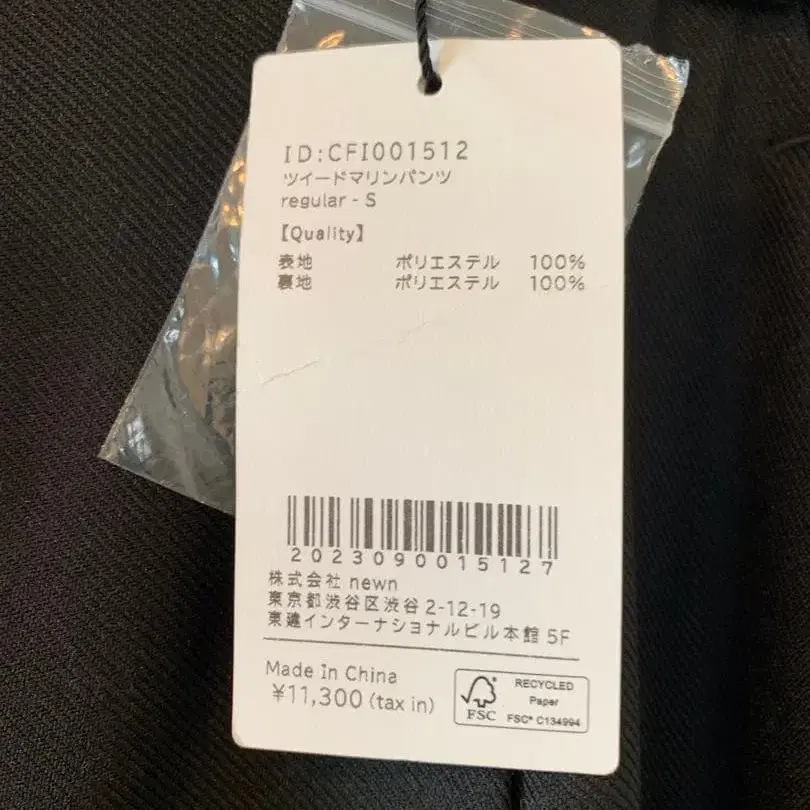 ID:CFI001512
ツイードマリンパンツ
regular - S
【Quality】
表地 ポリエステル 100%
裏地 ポリエステル 100%
2023090015127
株式会社 newn
東京都渋谷区渋谷 2-12-19
東建インターナショナルビル本館 5F
Made In China
¥11,300 (tax in)
RECYCLED
Paper
FSC
FSC® C134994